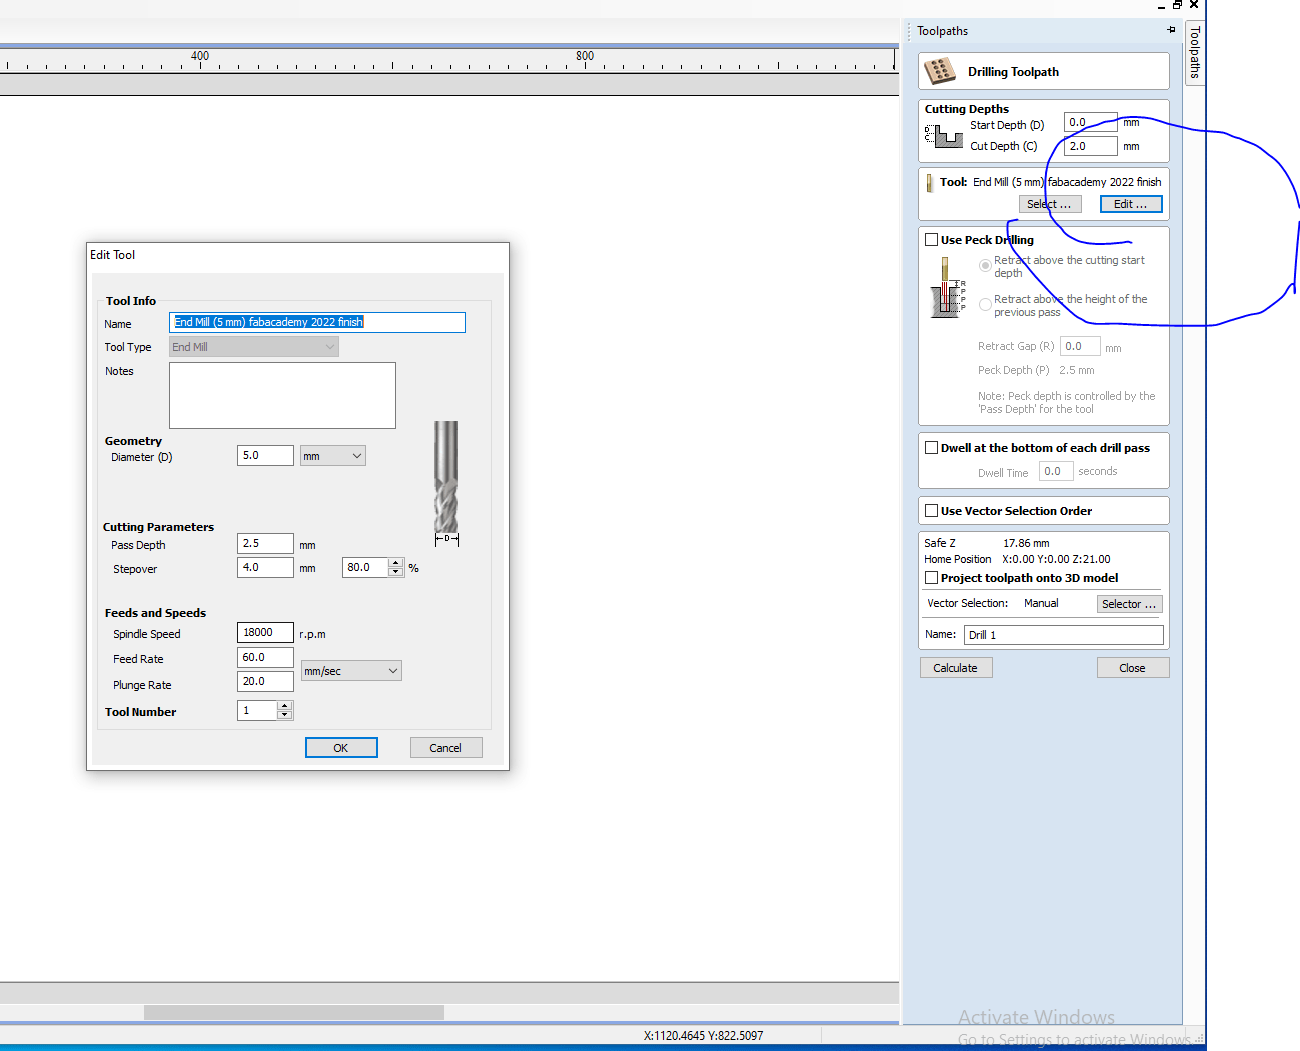 Toolpaths
Toolpaths
400
800
Drilling Toolpath
Cutting Depths
Start Depth (D) 0.0 mm
D
C
Cut Depth (C) 2.0 mm
Tool: End Mill (5 mm) fabacademy 2022 finish
Select ... Edit ...
Use Peck Drilling
Retract above the cutting start
depth
R
P
P
P
Retract above the height of the
previous pass
Retract Gap (R) 0.0 mm
Peck Depth (P) 2.5 mm
Note: Peck depth is controlled by the
'Pass Depth' for the tool
Dwell at the bottom of each drill pass
Dwell Time 0.0 seconds
Use Vector Selection Order
Safe Z 17.86 mm
Home Position X:0.00 Y:0.00 Z:21.00
Project toolpath onto 3D model
Vector Selection: Manual Selector ...
Name: Drill 1
Calculate Close
Edit Tool
Tool Info
Name End Mill (5 mm) fabacademy 2022 finish
Tool Type End Mill
Notes
Geometry
Diameter (D) 5.0 mm
D
Cutting Parameters
Pass Depth 2.5 mm
Stepover 4.0 mm 80.0 %
Feeds and Speeds
Spindle Speed 18000 r.p.m
Feed Rate 60.0 mm/sec
Plunge Rate 20.0
Tool Number 1
OK Cancel
Activate Windows
Go to Settings to activate Windows.
X:1120.4645 Y:822.5097